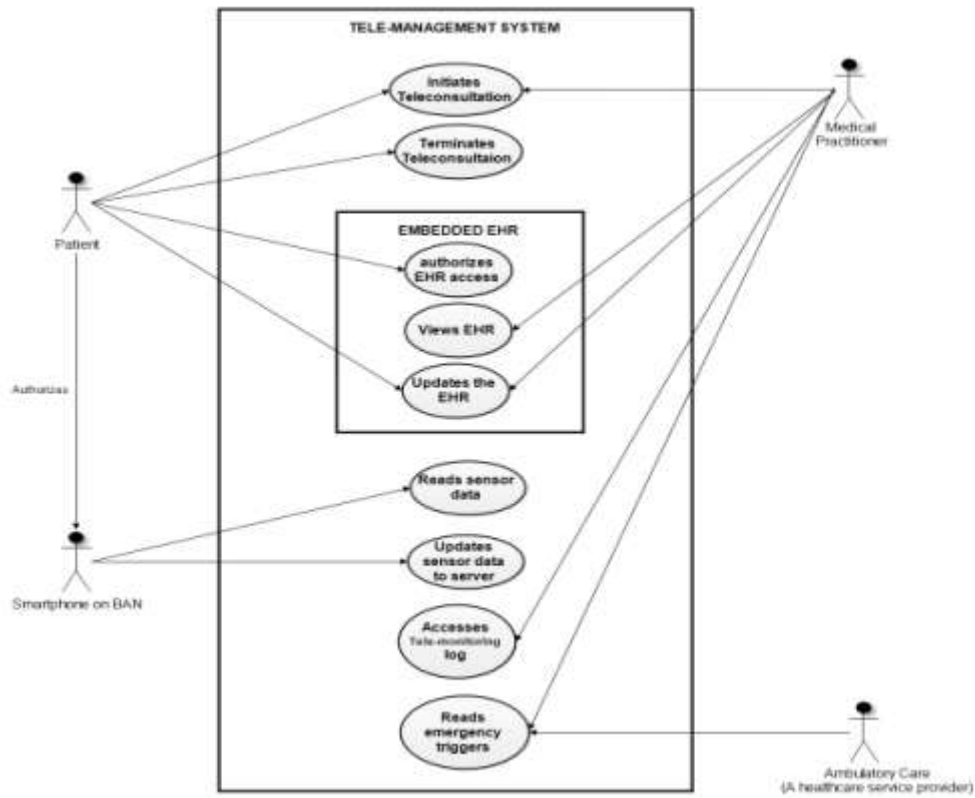 TELE-MANAGEMENT SYSTEM
Initiates
Teleconsultation
Medical
Practitioner
Terminates
Teleconsultaion
Patient
EMBEDDED EHR
authorizes
EHR access
Views EHR
Updates the
EHR
Authorizes
Reads sensor
data
Updates
sensor data
to server
Smartphone on BAN
Accesses
Tele-monitoring
log
Reads
emergency
triggers
Ambulatory Care
(A healthcare service provider)